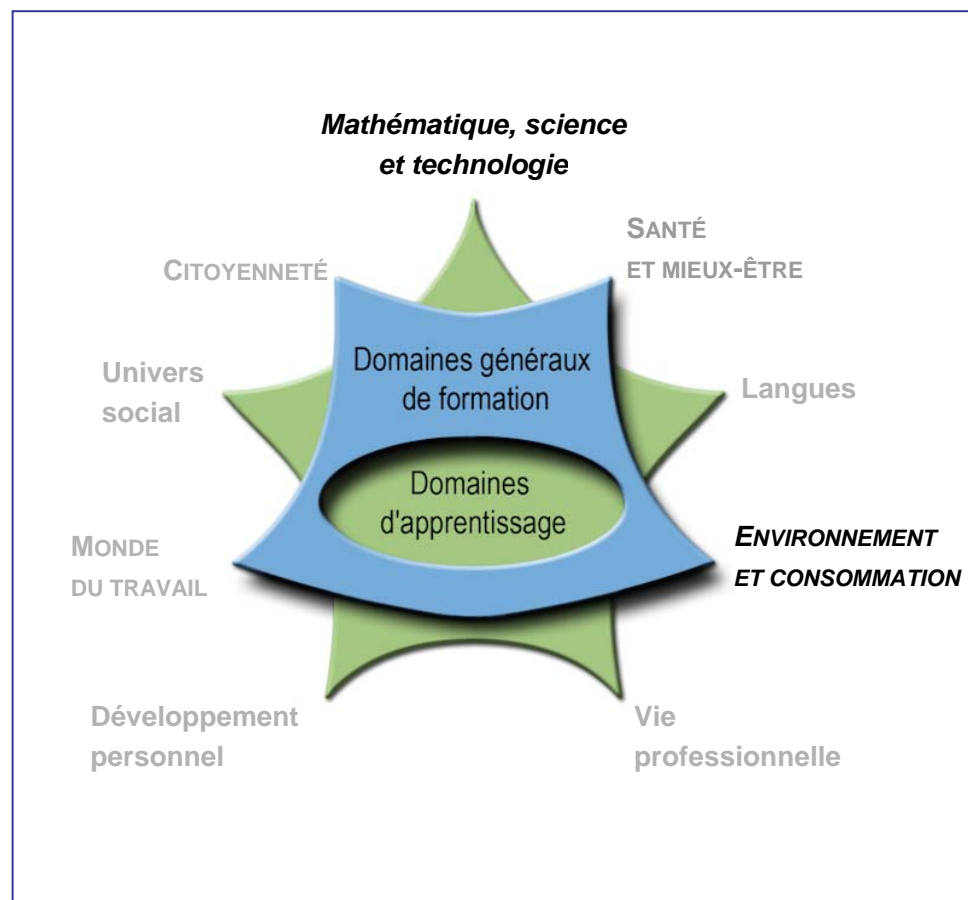 Mathématique, science
et technologie
SANTÉ
ET MIEUX-ÊTRE
CITOYENNETÉ
Domaines généraux
de formation
Univers
social
Langues
Domaines
d'apprentissage
MONDE
DU TRAVAIL
ENVIRONNEMENT
ET CONSOMMATION
Développement
personnel
Vie
professionnelle